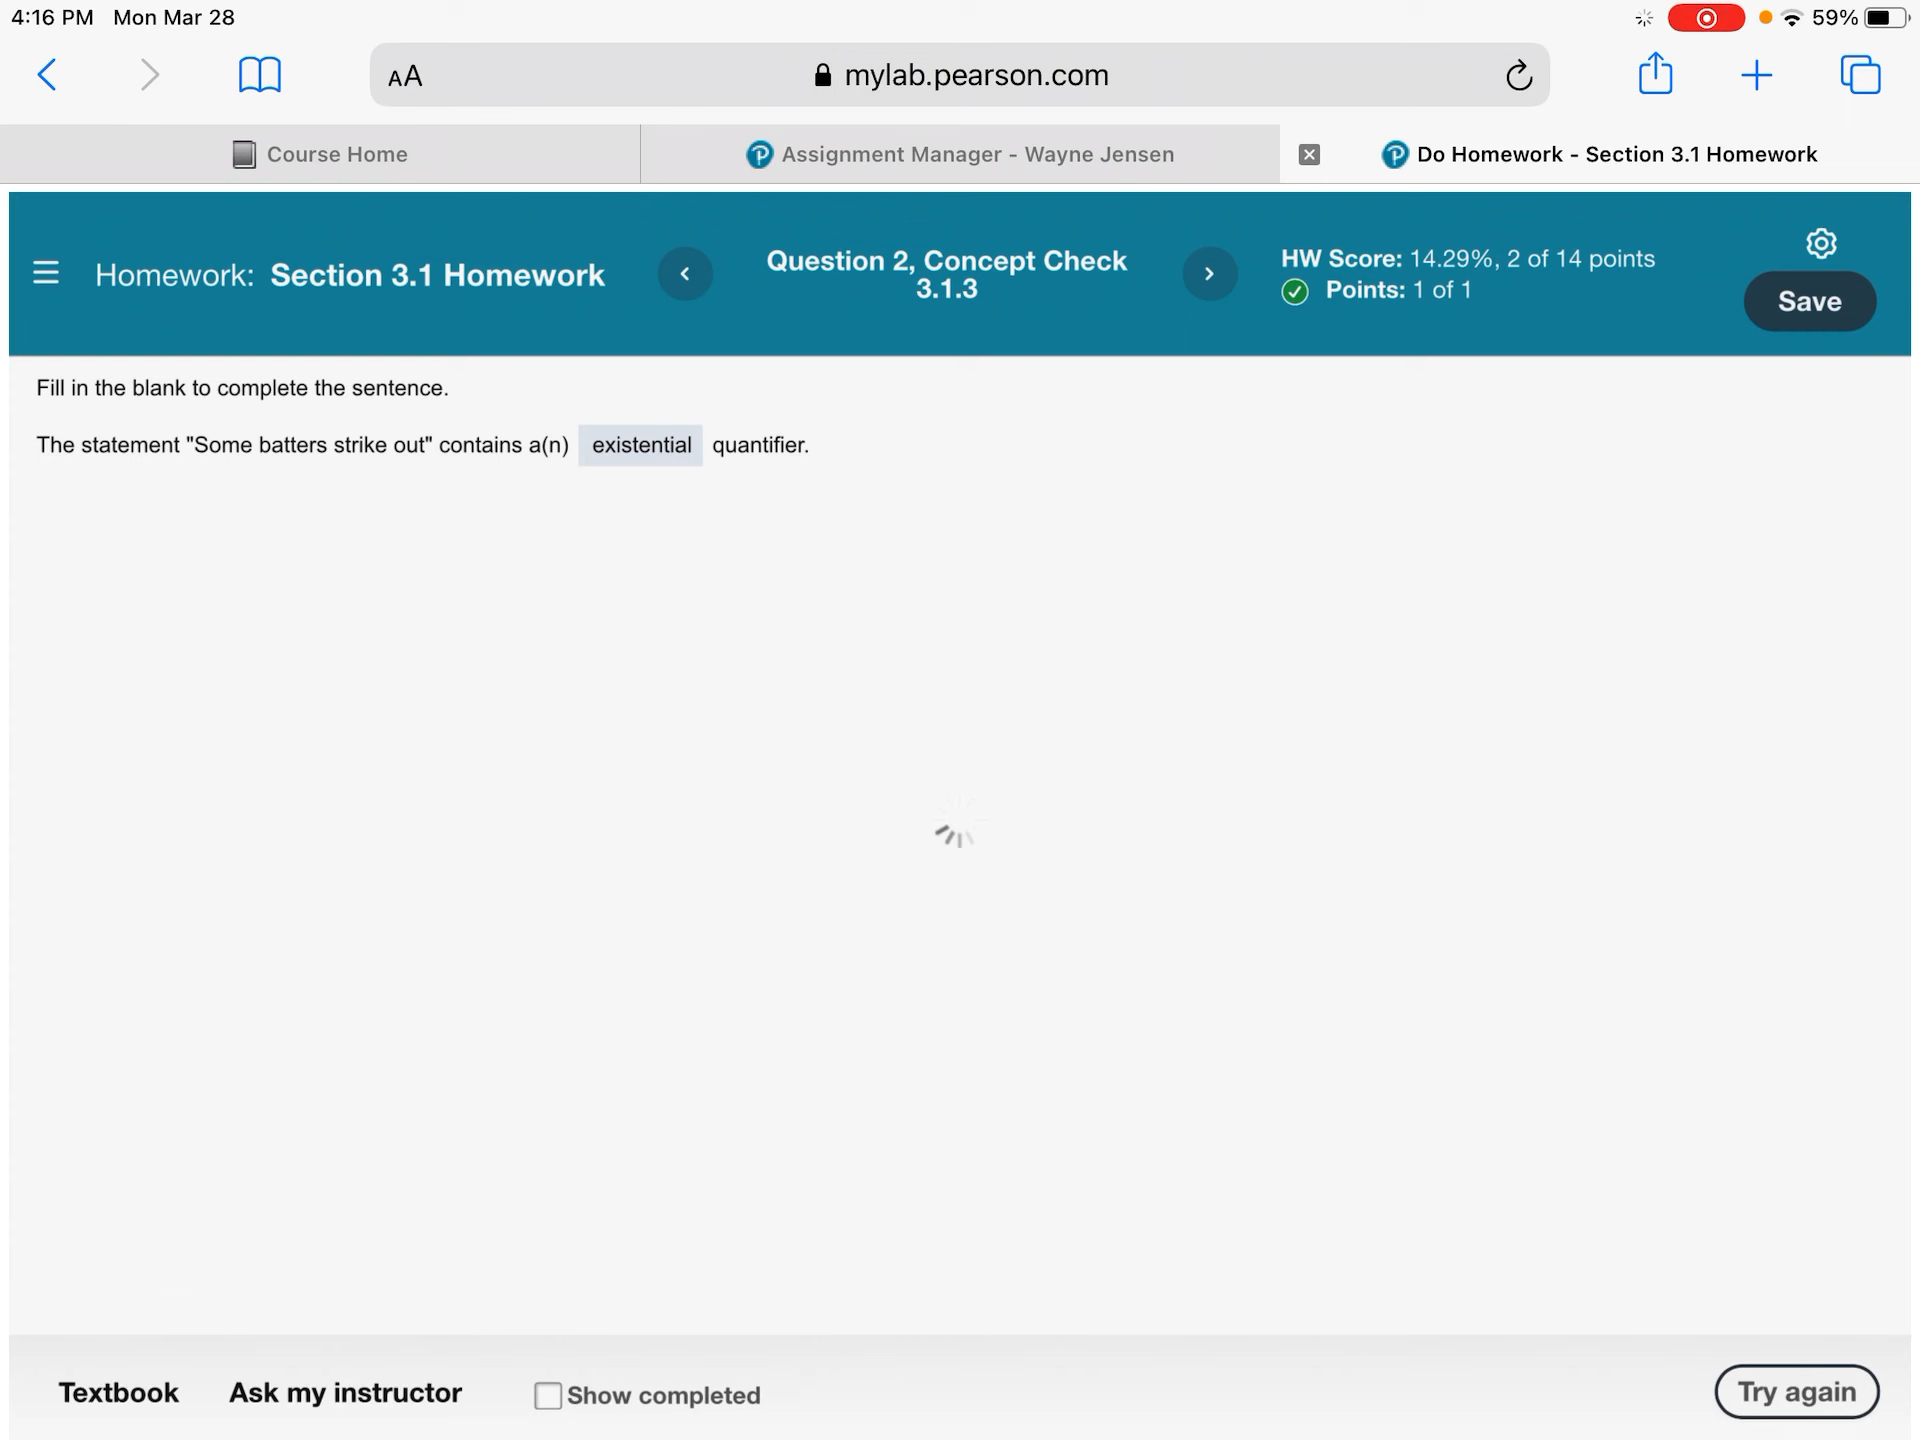 4:16 PM Mon Mar 28 59%
AA mylab.pearson.com
Course Home Assignment Manager - Wayne Jensen Do Homework - Section 3.1 Homework
Homework: Section 3.1 Homework
Question 2, Concept Check
3.1.3
HW Score: 14.29%, 2 of 14 points
Points: 1 of 1
Save
Fill in the blank to complete the sentence.
The statement "Some batters strike out" contains a(n) existential quantifier.
Textbook Ask my instructor Show completed Try again